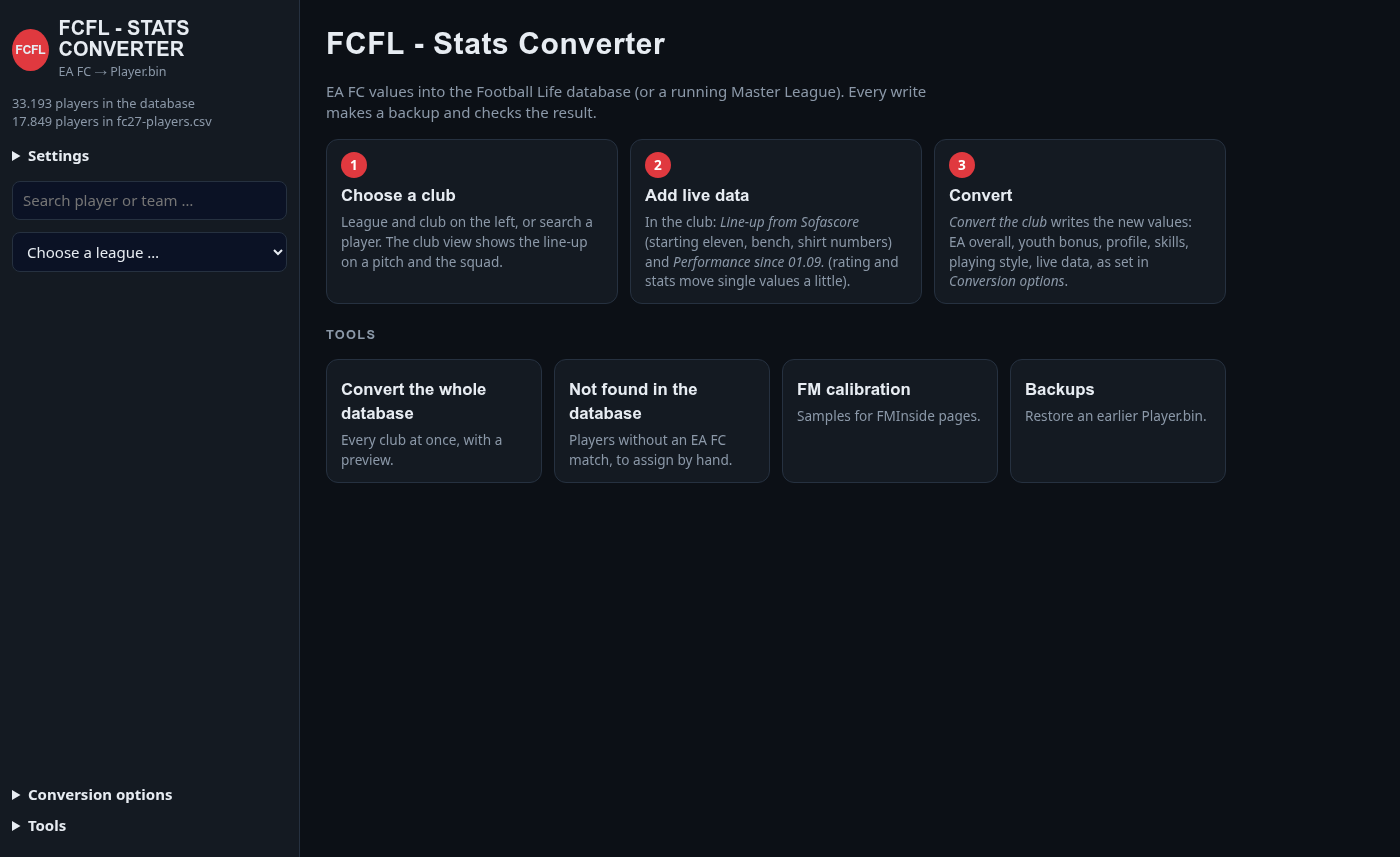 FCFL
FCFL - STATS
CONVERTER
EA FC → Player.bin
33.193 players in the database
17.849 players in fc27-players.csv
Settings
Search player or team ...
Choose a league ...
Conversion options
Tools
FCFL - Stats Converter
EA FC values into the Football Life database (or a running Master League). Every write
makes a backup and checks the result.
1
Choose a club
League and club on the left, or search a
player. The club view shows the line-up
on a pitch and the squad.
2
Add live data
In the club: Line-up from Sofascore
(starting eleven, bench, shirt numbers)
and Performance since 01.09. (rating and
stats move single values a little).
3
Convert
Convert the club writes the new values:
EA overall, youth bonus, profile, skills,
playing style, live data, as set in
Conversion options.
TOOLS
Convert the whole
database
Every club at once, with a
preview.
Not found in the
database
Players without an EA FC
match, to assign by hand.
FM calibration
Samples for FMInside pages.
Backups
Restore an earlier Player.bin.